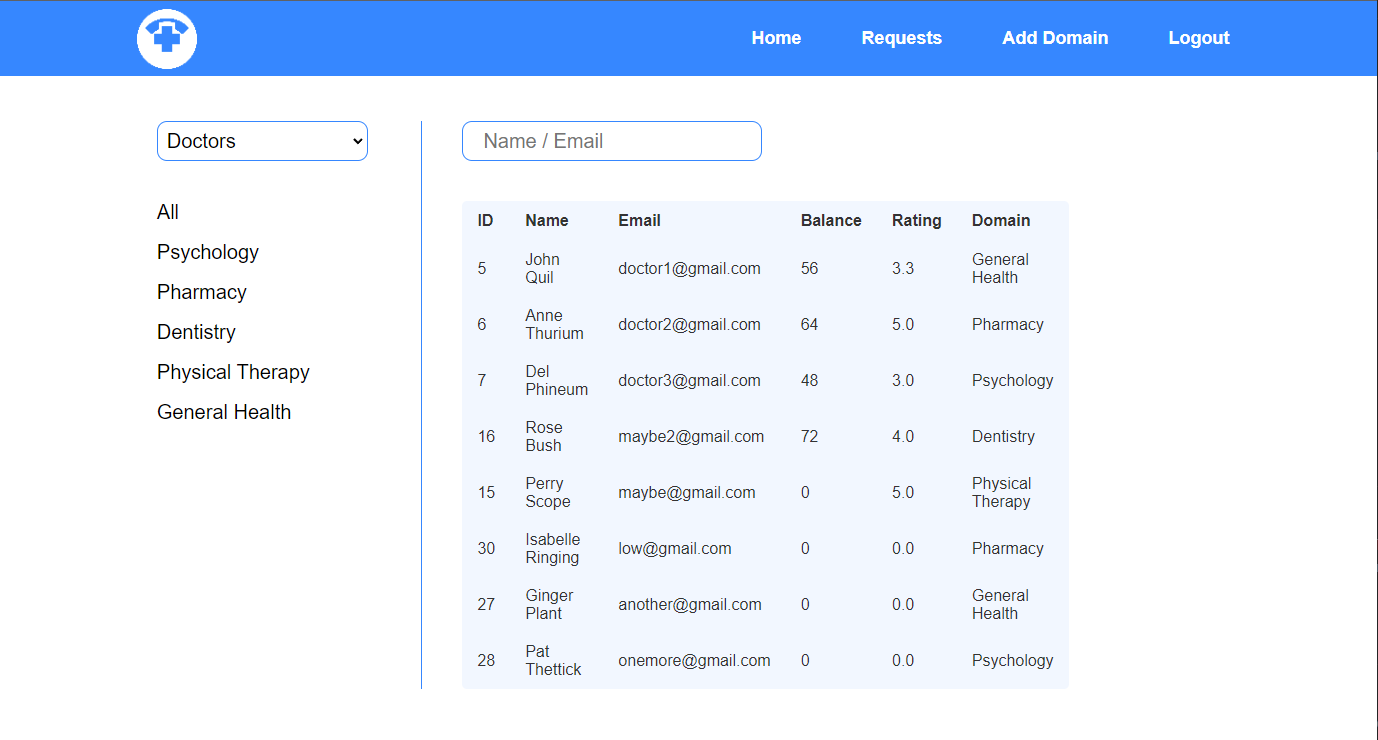 Home Requests Add Domain Logout
Doctors
Name / Email
All
Psychology
Pharmacy
Dentistry
Physical Therapy
General Health
ID Name Email Balance Rating Domain
5 John Quil doctor1@gmail.com 56 3.3 General Health
6 Anne Thurium doctor2@gmail.com 64 5.0 Pharmacy
7 Del Phineum doctor3@gmail.com 48 3.0 Psychology
16 Rose Bush maybe2@gmail.com 72 4.0 Dentistry
15 Perry Scope maybe@gmail.com 0 5.0 Physical Therapy
30 Isabelle Ringing low@gmail.com 0 0.0 Pharmacy
27 Ginger Plant another@gmail.com 0 0.0 General Health
28 Pat Thettick onemore@gmail.com 0 0.0 Psychology